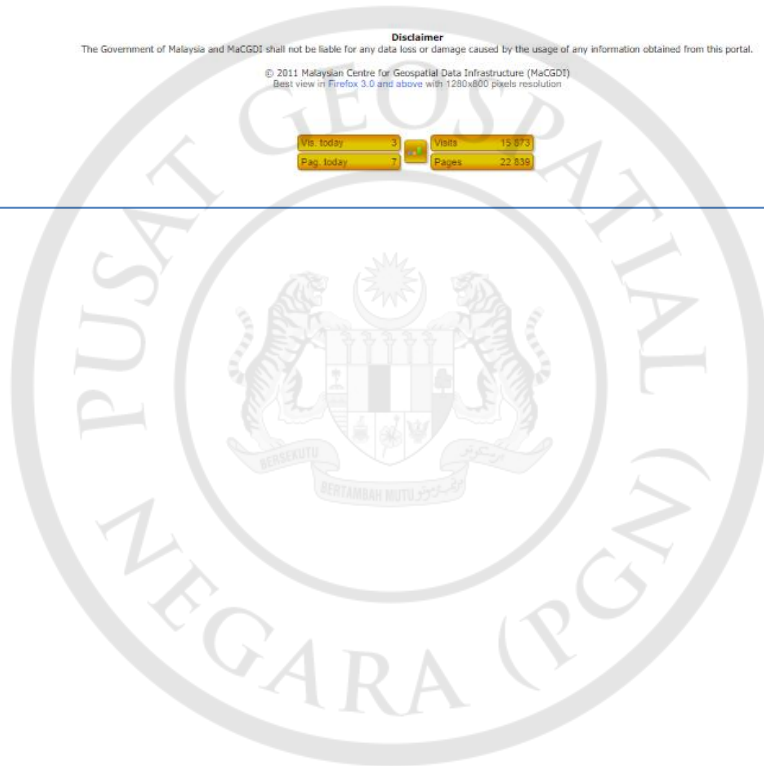 Disclaimer
The Government of Malaysia and MaCGDI shall not be liable for any data loss or damage caused by the usage of any information obtained from this portal.
© 2011 Malaysian Centre for Geospatial Data Infrastructure (MaCGDI)
Best view in Firefox 3.0 and above with 1280x800 pixels resolution
Vis. today 3 Visits 15 873
Pag. today 7 Pages 22 839
PUSAT GEOSPATIAL
NEGARA (PGN)
BERSEKUTU
BERTAMBAH MUTU